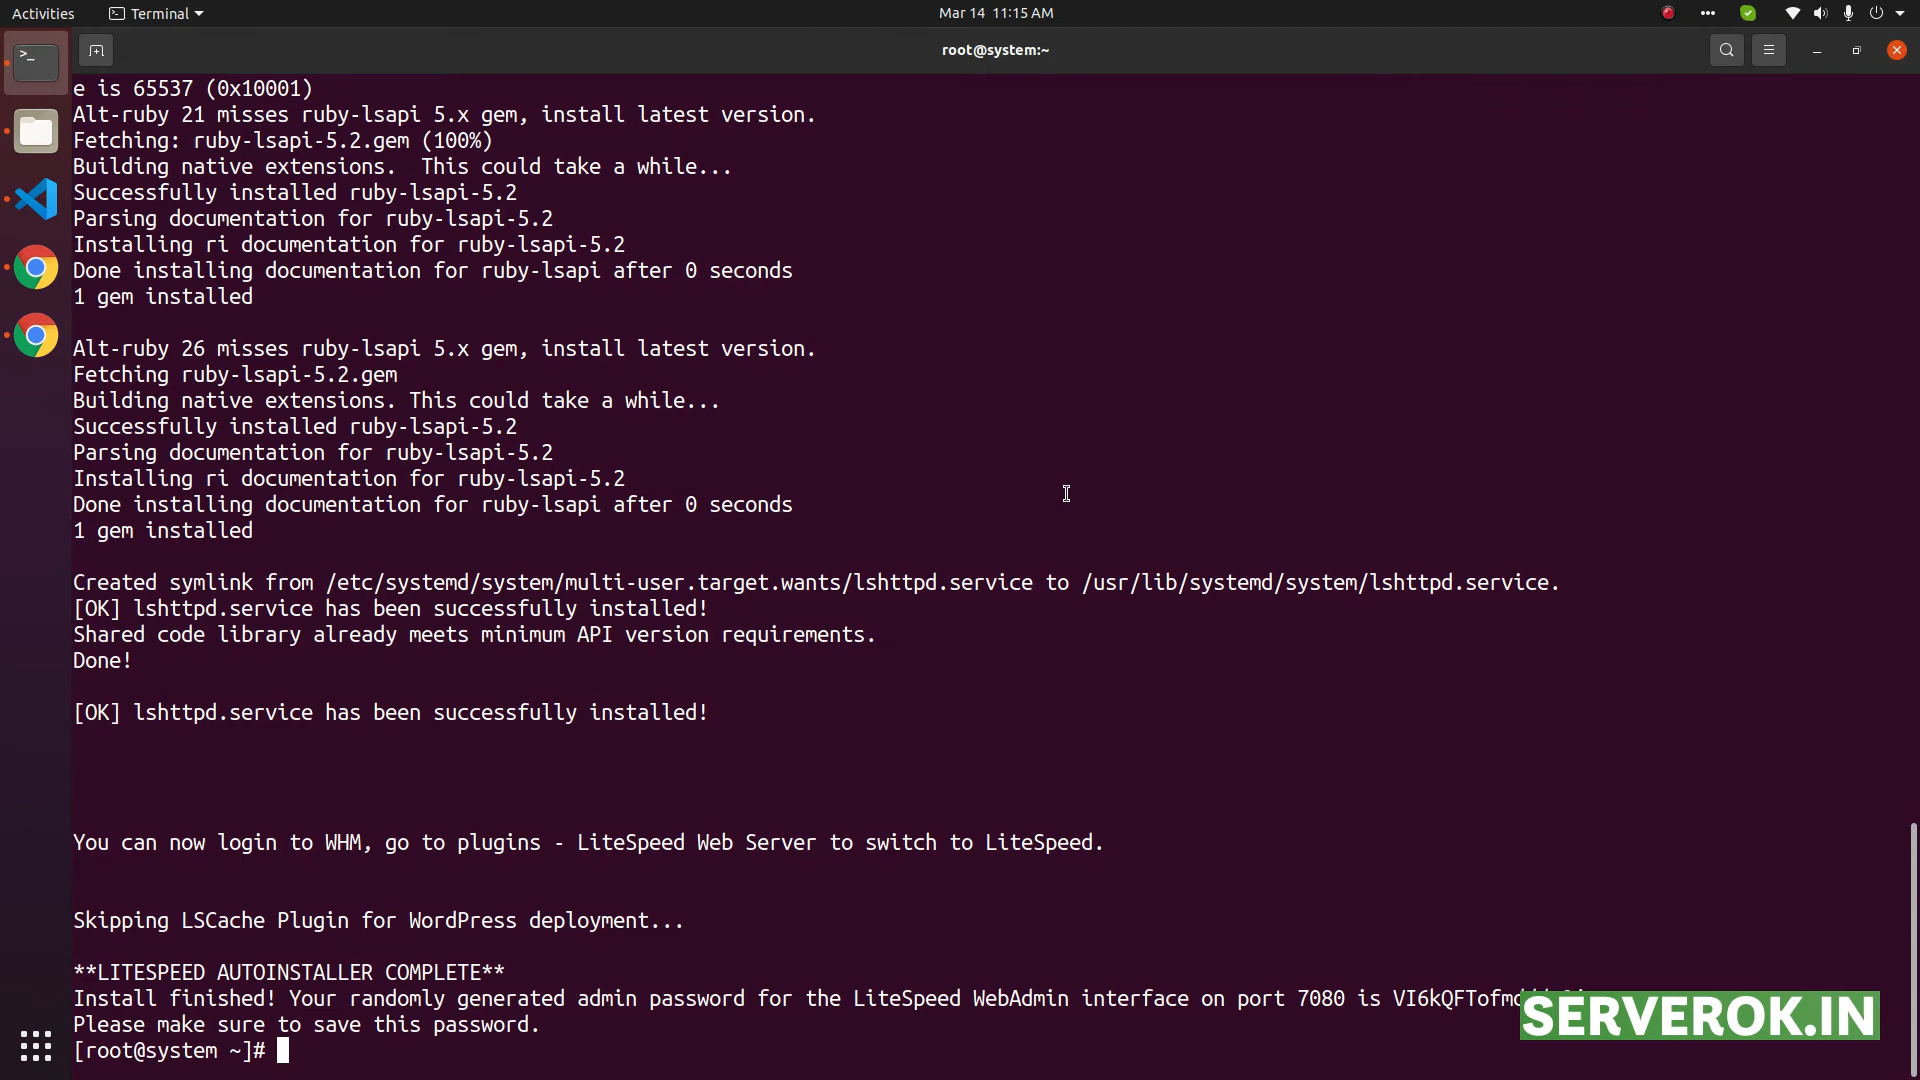 Activities
Terminal
Mar 14 11:15 AM
root@system:~
e is 65537 (0x10001)
Alt-ruby 21 misses ruby-lsapi 5.x gem, install latest version.
Fetching: ruby-lsapi-5.2.gem (100%)
Building native extensions.  This could take a while...
Successfully installed ruby-lsapi-5.2
Parsing documentation for ruby-lsapi-5.2
Installing ri documentation for ruby-lsapi-5.2
Done installing documentation for ruby-lsapi after 0 seconds
1 gem installed
Alt-ruby 26 misses ruby-lsapi 5.x gem, install latest version.
Fetching ruby-lsapi-5.2.gem
Building native extensions. This could take a while...
Successfully installed ruby-lsapi-5.2
Parsing documentation for ruby-lsapi-5.2
Installing ri documentation for ruby-lsapi-5.2
Done installing documentation for ruby-lsapi after 0 seconds
1 gem installed
Created symlink from /etc/systemd/system/multi-user.target.wants/lshttpd.service to /usr/lib/systemd/system/lshttpd.service.
[OK] lshttpd.service has been successfully installed!
Shared code library already meets minimum API version requirements.
Done!
[OK] lshttpd.service has been successfully installed!
You can now login to WHM, go to plugins - LiteSpeed Web Server to switch to LiteSpeed.
Skipping LSCache Plugin for WordPress deployment...
**LITESPEED AUTOINSTALLER COMPLETE**
Install finished! Your randomly generated admin password for the LiteSpeed WebAdmin interface on port 7080 is
Please make sure to save this password.
[root@system ~]#
SERVEROK.IN